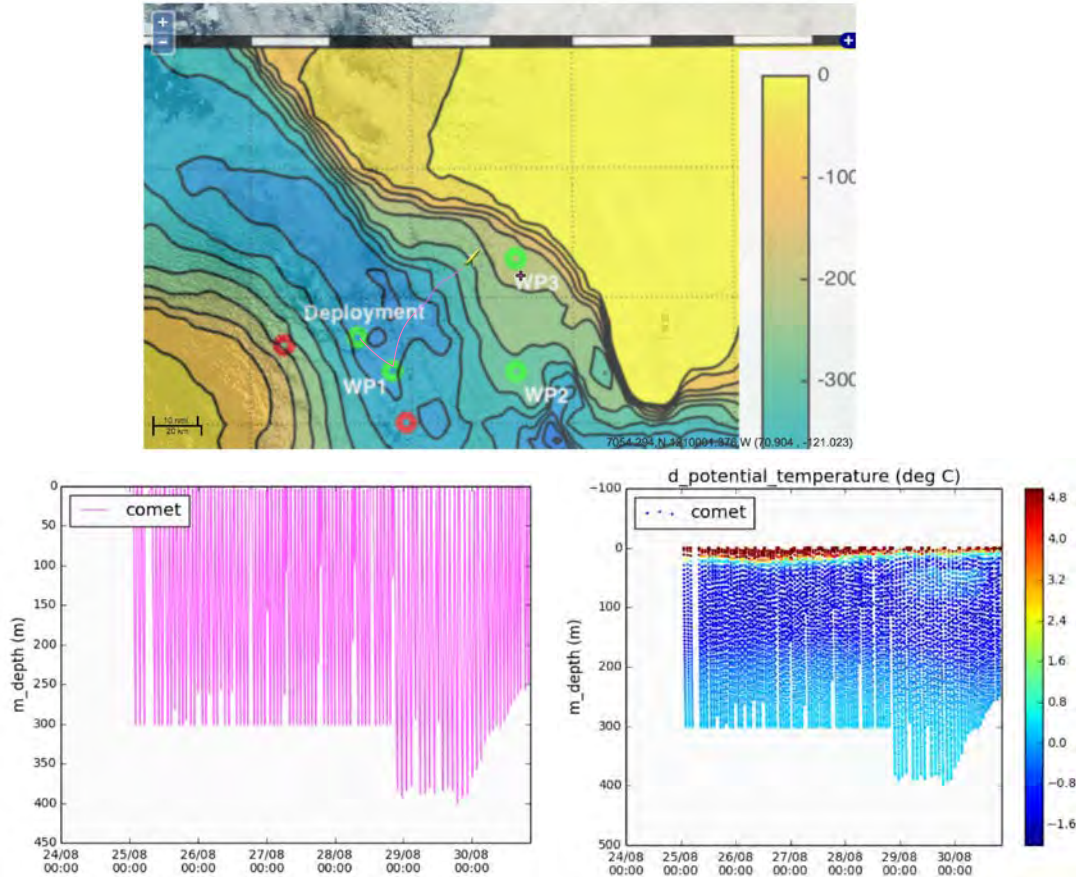 +
−
+
0
-100
-200
-300
WP3
Deployment
WP1
WP2
10 nmi
20 km
7054.294 N, 1210001.376 W (70.904 , -121.023)
0
50
100
150
200
250
300
350
400
450
m_depth (m)
comet
24/08 25/08 26/08 27/08 28/08 29/08 30/08
00:00 00:00 00:00 00:00 00:00 00:00 00:00
d_potential_temperature (deg C)
−100
0
100
200
300
400
500
m_depth (m)
comet
24/08 25/08 26/08 27/08 28/08 29/08 30/08
00:00 00:00 00:00 00:00 00:00 00:00 00:00
4.8
4.0
3.2
2.4
1.6
0.8
0.0
−0.8
−1.6